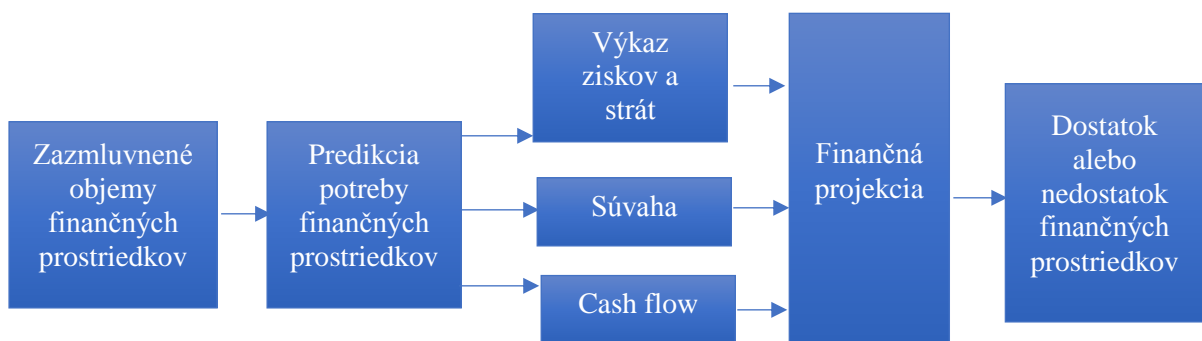 Zazmluvnené
objemy
finančných
prostriedkov
Predikcia
potreby
finančných
prostriedkov
Výkaz
ziskov a
strát
Súvaha
Cash flow
Finančná
projekcia
Dostatok
alebo
nedostatok
finančných
prostriedkov